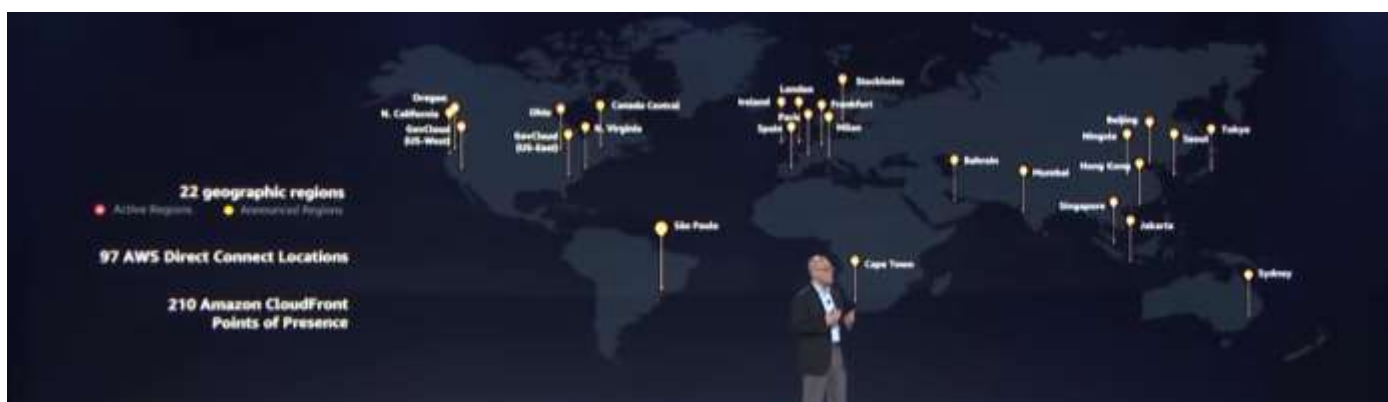 Stockholm
London
Ireland
Frankfurt
Paris
Milan
Spain
Oregon
N. California
GovCloud
(US-West)
Ohio
Canada Central
GovCloud
(US-East)
N. Virginia
Beijing
Ningxia
Seoul
Tokyo
Bahrain
Mumbai
Hong Kong
Singapore
Jakarta
22 geographic regions
Active Regions
Announced Regions
São Paulo
97 AWS Direct Connect Locations
Cape Town
Sydney
210 Amazon CloudFront
Points of Presence